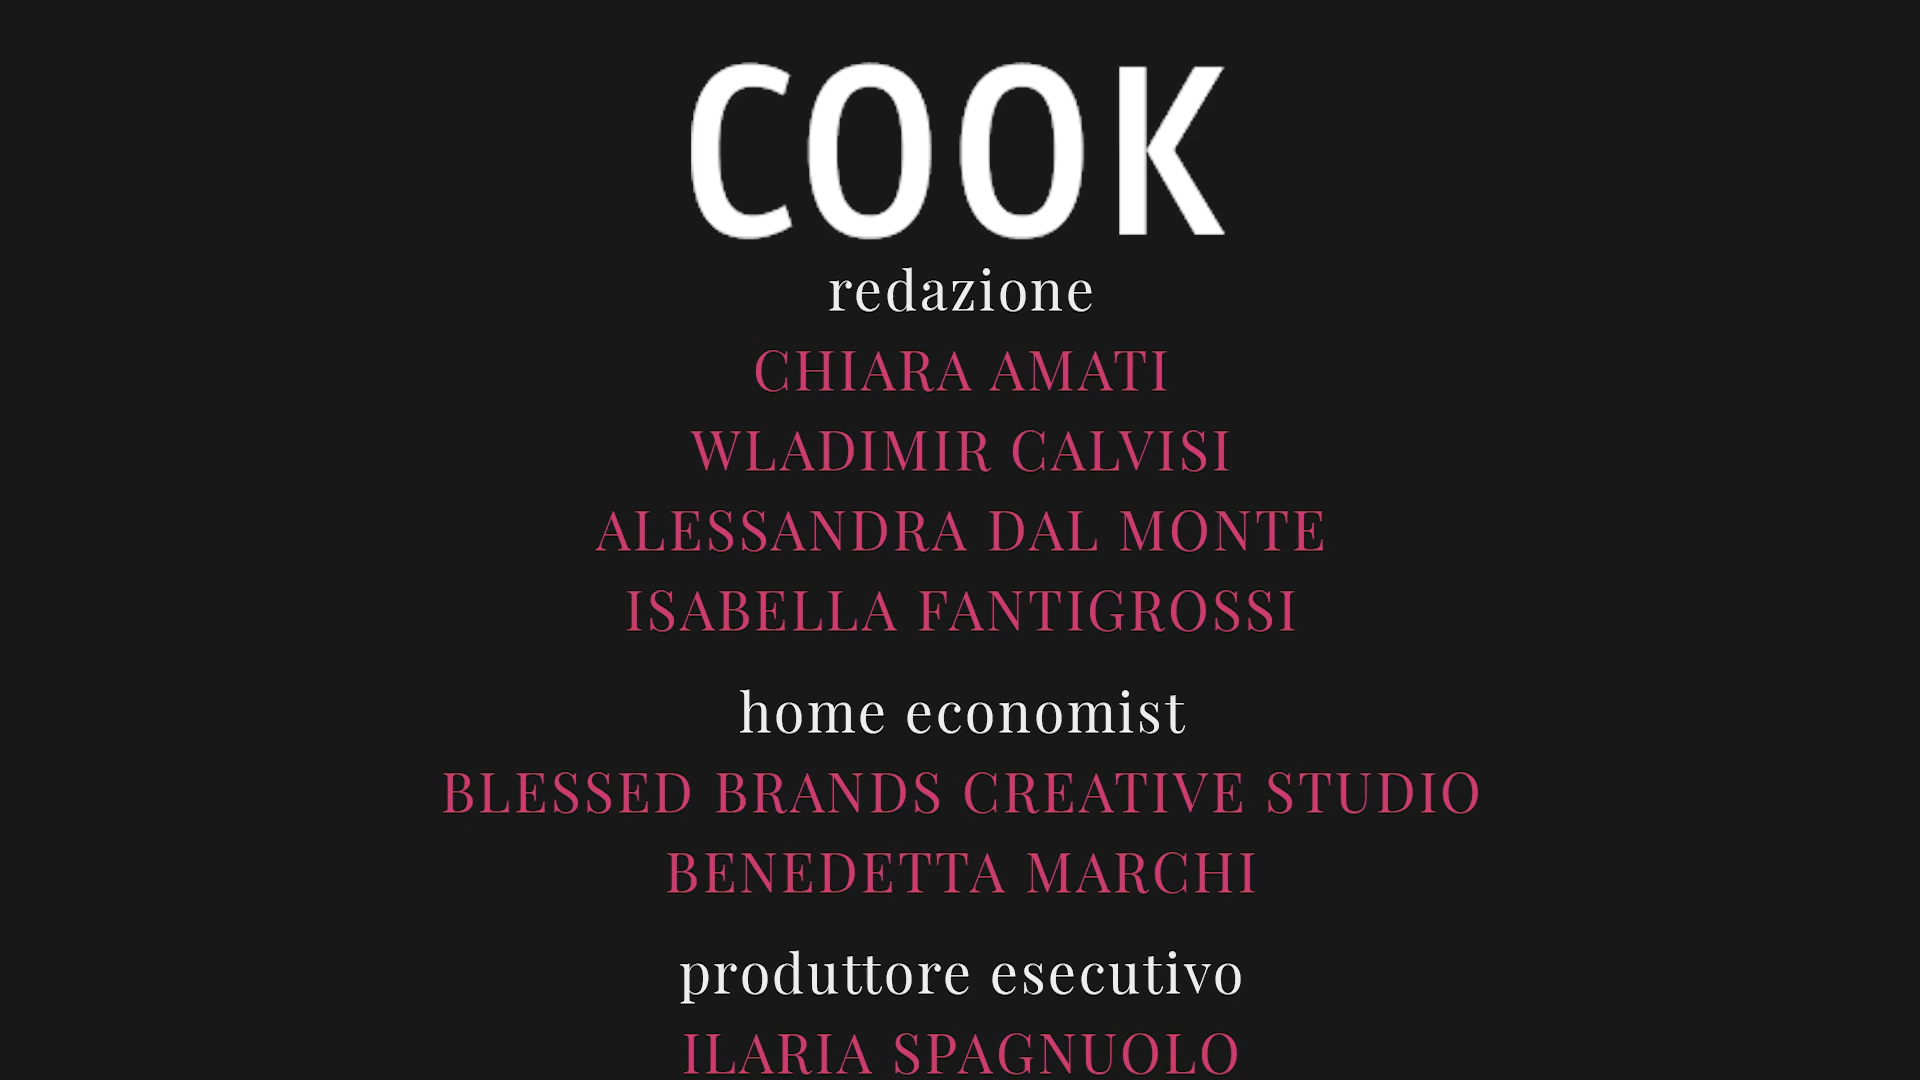 COOK
redazione
CHIARA AMATI
WLADIMIR CALVISI
ALESSANDRA DAL MONTE
ISABELLA FANTIGROSSI
home economist
BLESSED BRANDS CREATIVE STUDIO
BENEDETTA MARCHI
produttore esecutivo
ILARIA SPAGNUOLO